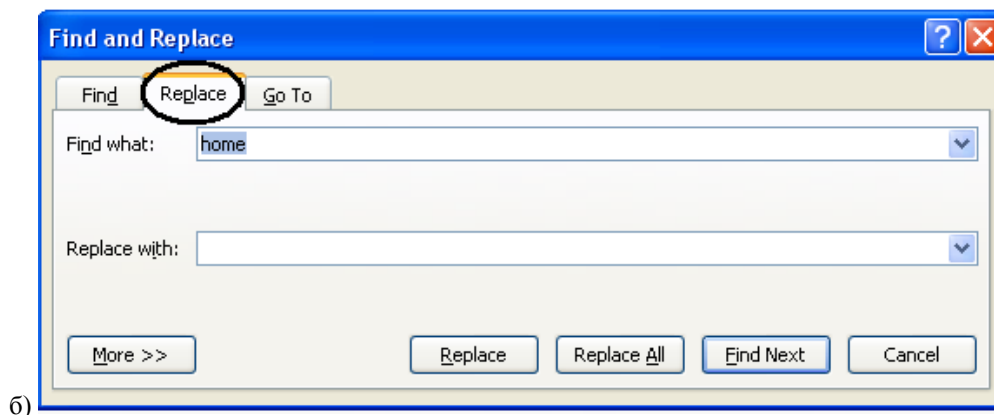 Find and Replace
Find Replace Go To
Find what: home
Replace with:
More >> Replace Replace All Find Next Cancel
б)